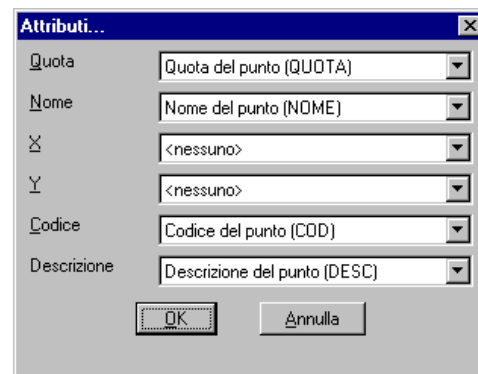 Attributi...
Quota Quota del punto (QUOTA)
Nome Nome del punto (NOME)
X <nessuno>
Y <nessuno>
Codice Codice del punto (COD)
Descrizione Descrizione del punto (DESC)
OK Annulla